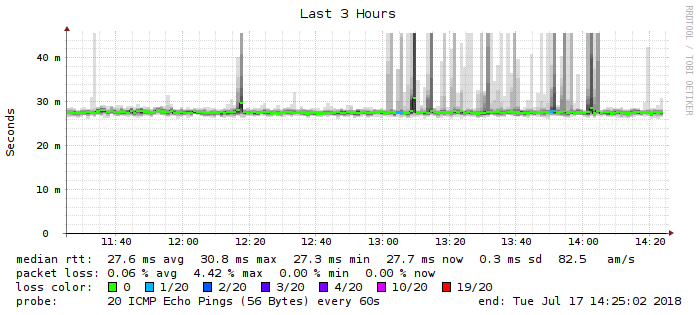 Last 3 Hours
RRDTOOL / TOBI OETIKER
Seconds
40 m
30 m
20 m
10 m
0
11:40 12:00 12:20 12:40 13:00 13:20 13:40 14:00 14:20
median rtt: 27.6 ms avg 30.8 ms max 27.3 ms min 27.7 ms now 0.3 ms sd 82.5 am/s
packet loss: 0.06 % avg 4.42 % max 0.00 % min 0.00 % now
loss color: 0 1/20 2/20 3/20 4/20 10/20 19/20
probe: 20 ICMP Echo Pings (56 Bytes) every 60s end: Tue Jul 17 14:25:02 2018